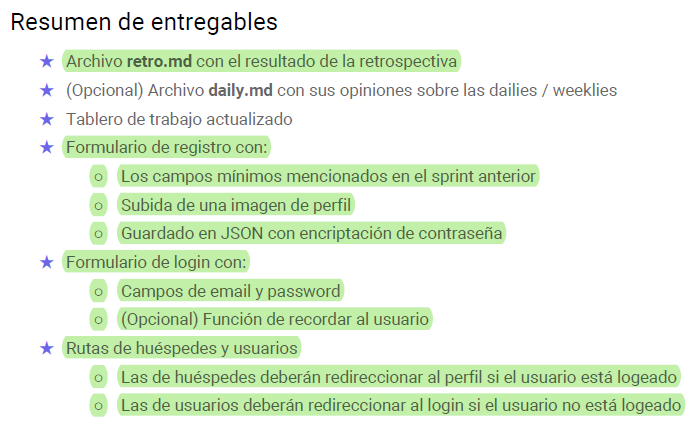 Resumen de entregables
★ Archivo retro.md con el resultado de la retrospectiva
★ (Opcional) Archivo daily.md con sus opiniones sobre las dailies / weeklies
★ Tablero de trabajo actualizado
★ Formulario de registro con:
○ Los campos mínimos mencionados en el sprint anterior
○ Subida de una imagen de perfil
○ Guardado en JSON con encriptación de contraseña
★ Formulario de login con:
○ Campos de email y password
○ (Opcional) Función de recordar al usuario
★ Rutas de huéspedes y usuarios
○ Las de huéspedes deberán redireccionar al perfil si el usuario está logeado
○ Las de usuarios deberán redireccionar al login si el usuario no está logeado